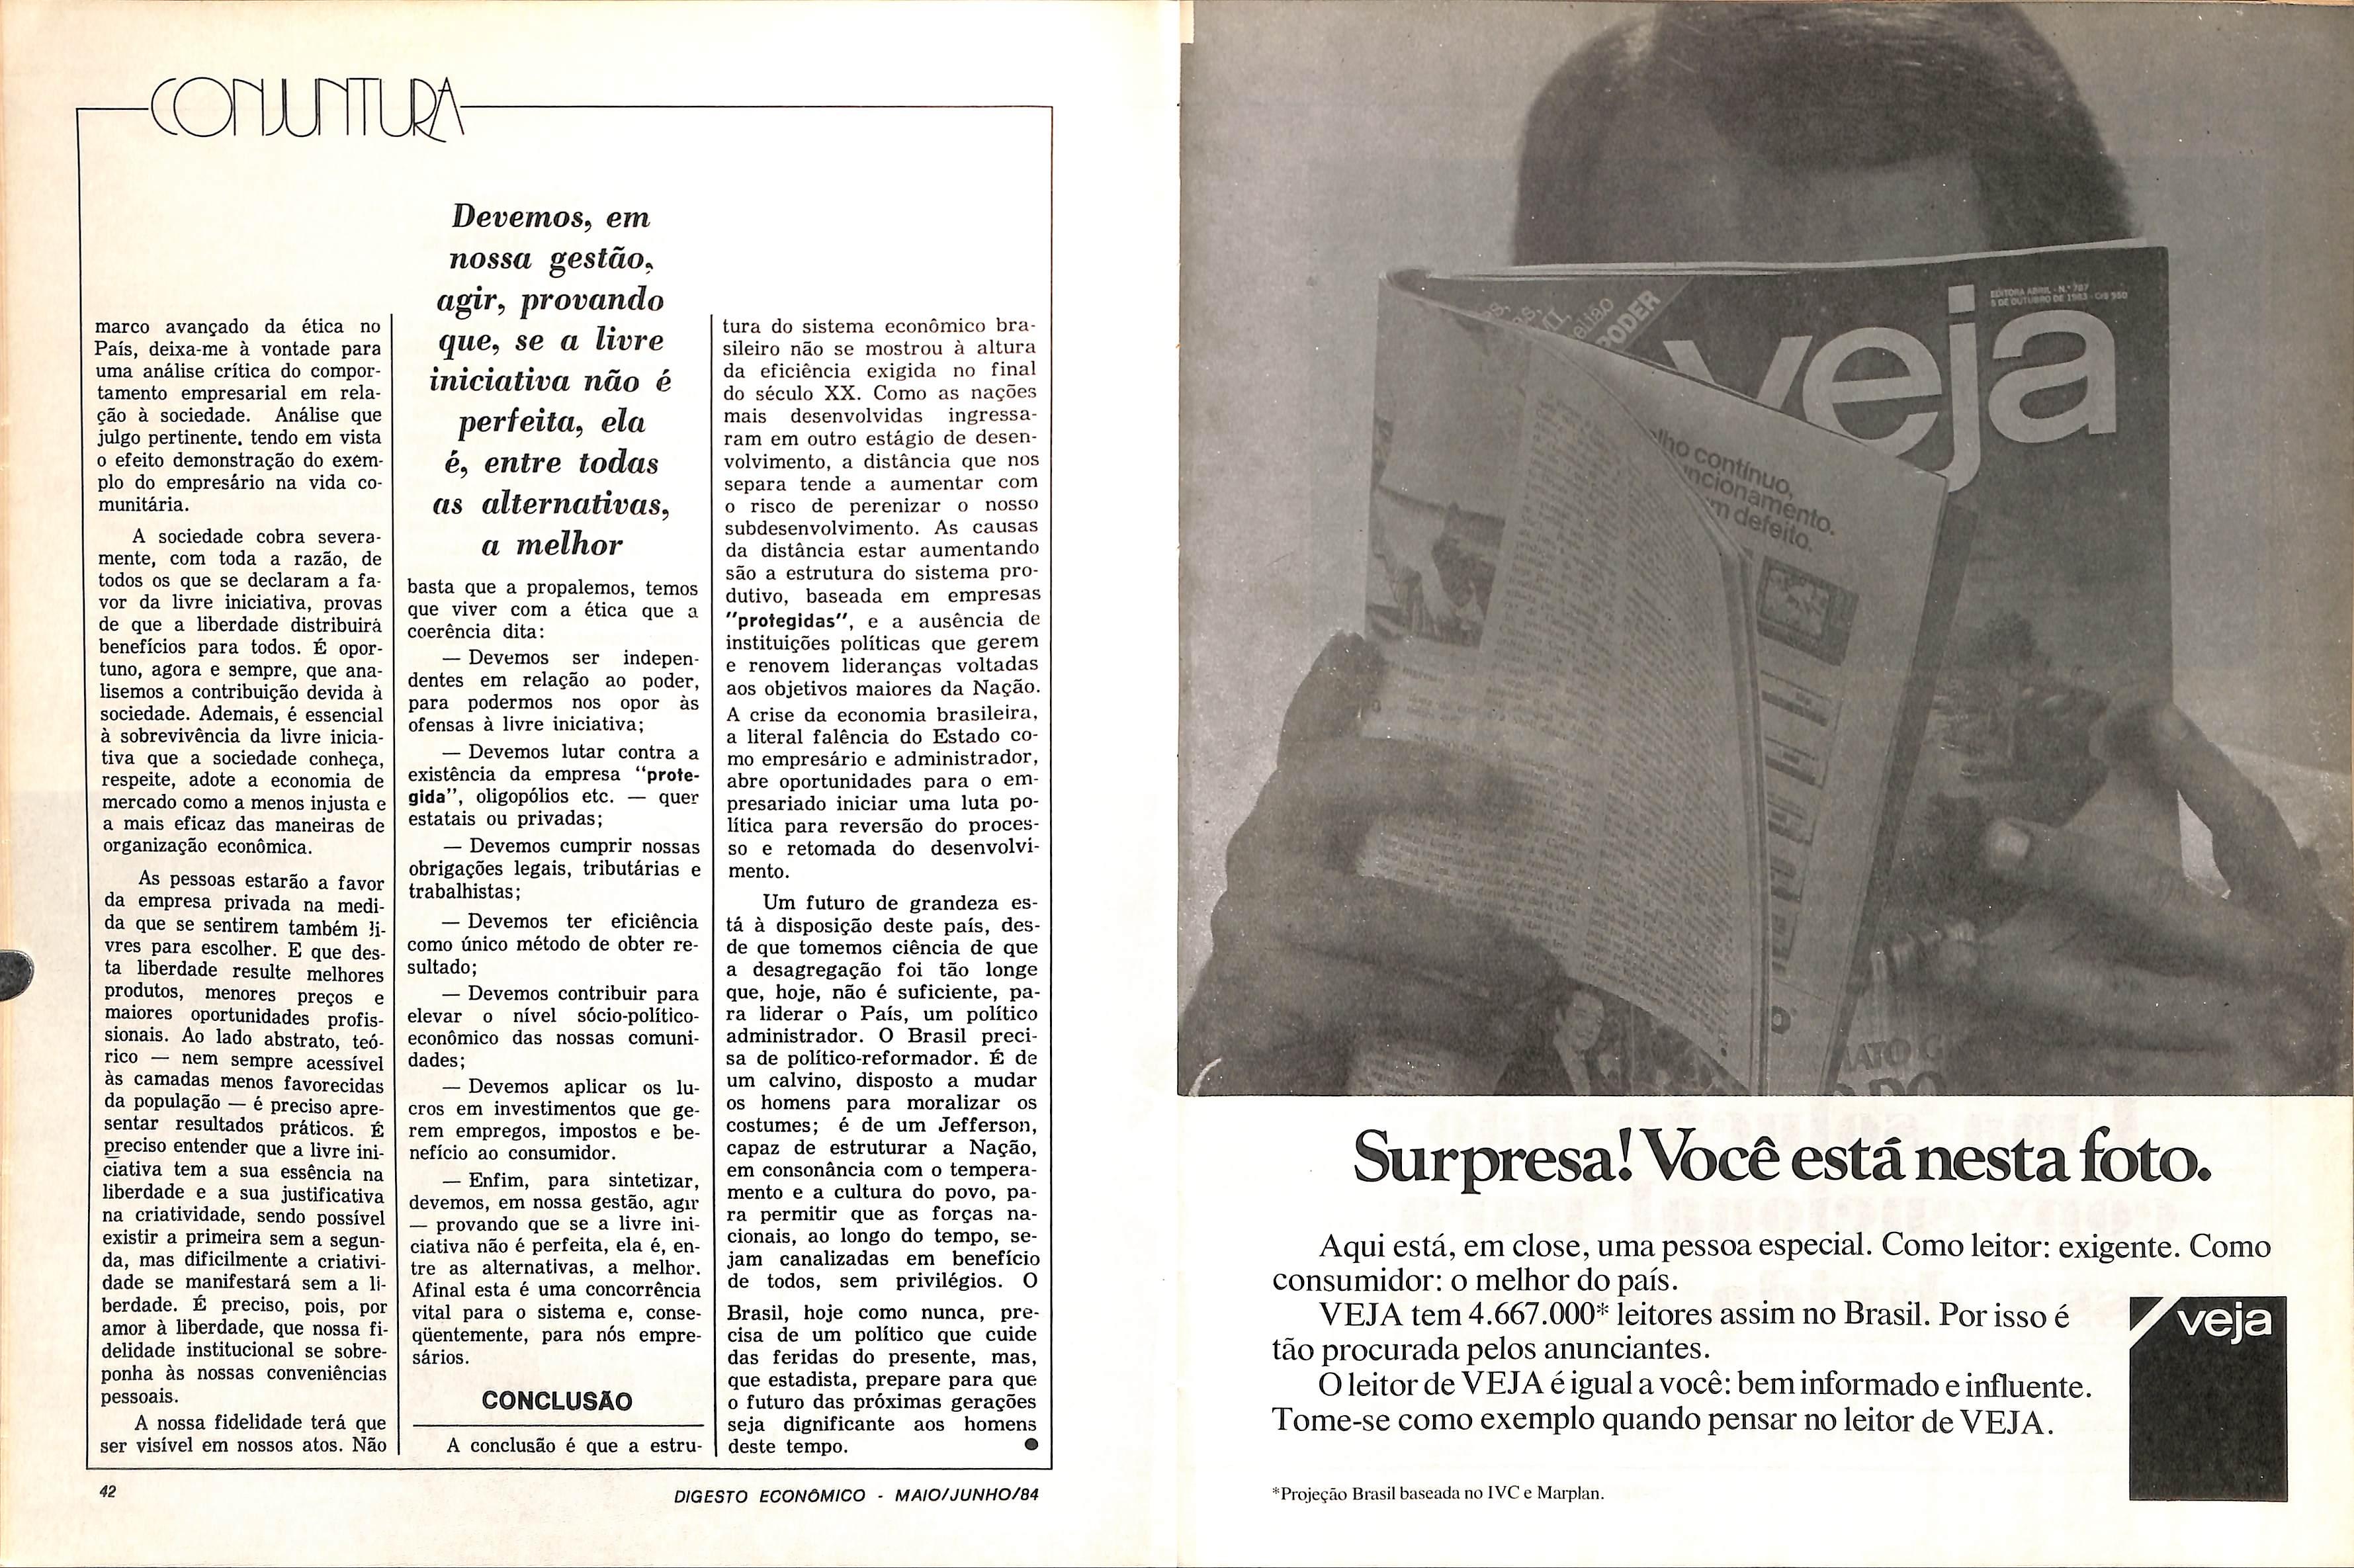 CONJUNTURA
marco avançado da ética no
País, deixa-me à vontade para
uma análise crítica do compor-
tamento empresarial em rela-
ção à sociedade. Análise que
julgo pertinente, tendo em vista
o efeito demonstração do exem-
plo do empresário na vida co-
munitária.
A sociedade cobra severa-
mente, com toda a razão, de
todos os que se declaram a fa-
vor da livre iniciativa, provas
de que a liberdade distribuirá
benefícios para todos. É opor-
tuno, agora e sempre, que ana-
lisemos a contribuição devida à
sociedade. Ademais, é essencial
à sobrevivência da livre inicia-
tiva que a sociedade conheça,
respeite, adote a economia de
mercado como a menos injusta e
a mais eficaz das maneiras de
organização econômica.
As pessoas estarão a favor
da empresa privada na medi-
da que se sentirem também li-
vres para escolher. E que des-
ta liberdade resulte melhores
produtos, menores preços e
maiores oportunidades profis-
sionais. Ao lado abstrato, teó-
rico — nem sempre acessível
às camadas menos favorecidas
da população — é preciso apre-
sentar resultados práticos. É
preciso entender que a livre ini-
ciativa tem a sua essência na
liberdade e a sua justificativa
na criatividade, sendo possível
existir a primeira sem a segun-
da, mas dificilmente a criativi-
dade se manifestará sem a li-
berdade. É preciso, pois, por
amor à liberdade, que nossa fi-
delidade institucional se sobre-
ponha às nossas conveniências
pessoais.
A nossa fidelidade terá que
ser visível em nossos atos. Não
Devemos, em
nossa gestão,
agir, provando
que, se a livre
iniciativa não é
perfeita, ela
é, entre todas
as alternativas,
a melhor
basta que a propalemos, temos
que viver com a ética que a
coerência dita:
— Devemos ser indepen-
dentes em relação ao poder,
para podermos nos opor às
ofensas à livre iniciativa;
— Devemos lutar contra a
existência da empresa "prote-
gida", oligopólios etc. — quer
estatais ou privadas;
— Devemos cumprir nossas
obrigações legais, tributárias e
trabalhistas;
— Devemos ter eficiência
como único método de obter re-
sultado;
— Devemos contribuir para
elevar o nível sócio-político-
econômico das nossas comuni-
dades;
— Devemos aplicar os lu-
cros em investimentos que ge-
rem empregos, impostos e be-
nefício ao consumidor.
— Enfim, para sintetizar,
devemos, em nossa gestão, agir
— provando que se a livre ini-
ciativa não é perfeita, ela é, en-
tre as alternativas, a melhor.
Afinal esta é uma concorrência
vital para o sistema e, conse-
qüentemente, para nós empre-
sários.
CONCLUSÃO
A conclusão é que a estru-
tura do sistema econômico bra-
sileiro não se mostrou à altura
da eficiência exigida no final
do século XX. Como as nações
mais desenvolvidas ingressa-
ram em outro estágio de desen-
volvimento, a distância que nos
separa tende a aumentar com
o risco de perenizar o nosso
subdesenvolvimento. As causas
da distância estar aumentando
são a estrutura do sistema pro-
dutivo, baseada em empresas
"protegidas", e a ausência de
instituições políticas que gerem
e renovem lideranças voltadas
aos objetivos maiores da Nação.
A crise da economia brasileira,
a literal falência do Estado co-
mo empresário e administrador,
abre oportunidades para o em-
presariado iniciar uma luta po-
lítica para reversão do proces-
so e retomada do desenvolvi-
mento.
Um futuro de grandeza es-
tá à disposição deste país, des-
de que tomemos ciência de que
a desagregação foi tão longe
que, hoje, não é suficiente, pa-
ra liderar o País, um político
administrador. O Brasil preci-
sa de político-reformador. É de
um calvino, disposto a mudar
os homens para moralizar os
costumes; é de um Jefferson,
capaz de estruturar a Nação,
em consonância com o tempera-
mento e a cultura do povo, pa-
ra permitir que as forças na-
cionais, ao longo do tempo, se-
jam canalizadas em benefício
de todos, sem privilégios. O
Brasil, hoje como nunca, pre-
cisa de um político que cuide
das feridas do presente, mas,
que estadista, prepare para que
o futuro das próximas gerações
seja dignificante aos homens
deste tempo.
42
DIGESTO ECONÔMICO - MAIO/JUNHO/84
EDITORA ABRIL - N.º 787
5 DE OUTUBRO DE 1983 - Cr$ 950
veja
PODER
contínuo,
defeito.
Surpresa! Você está nesta foto.
Aqui está, em close, uma pessoa especial. Como leitor: exigente. Como
consumidor: o melhor do país.
VEJA tem 4.667.000* leitores assim no Brasil. Por isso é
tão procurada pelos anunciantes.
O leitor de VEJA é igual a você: bem informado e influente.
Tome-se como exemplo quando pensar no leitor de VEJA.
veja
*Projeção Brasil baseada no IVC e Marplan.